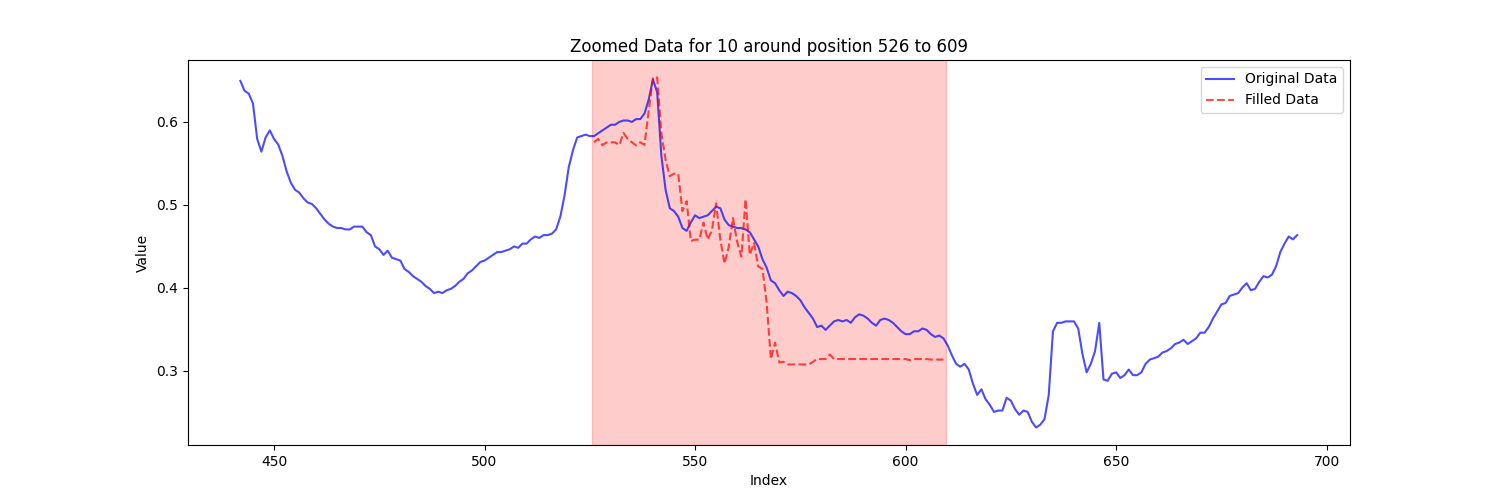 Zoomed Data for 10 around position 526 to 609
Original Data
Filled Data
0.6
0.5
0.4
0.3
Value
450
500
550
600
650
700
Index